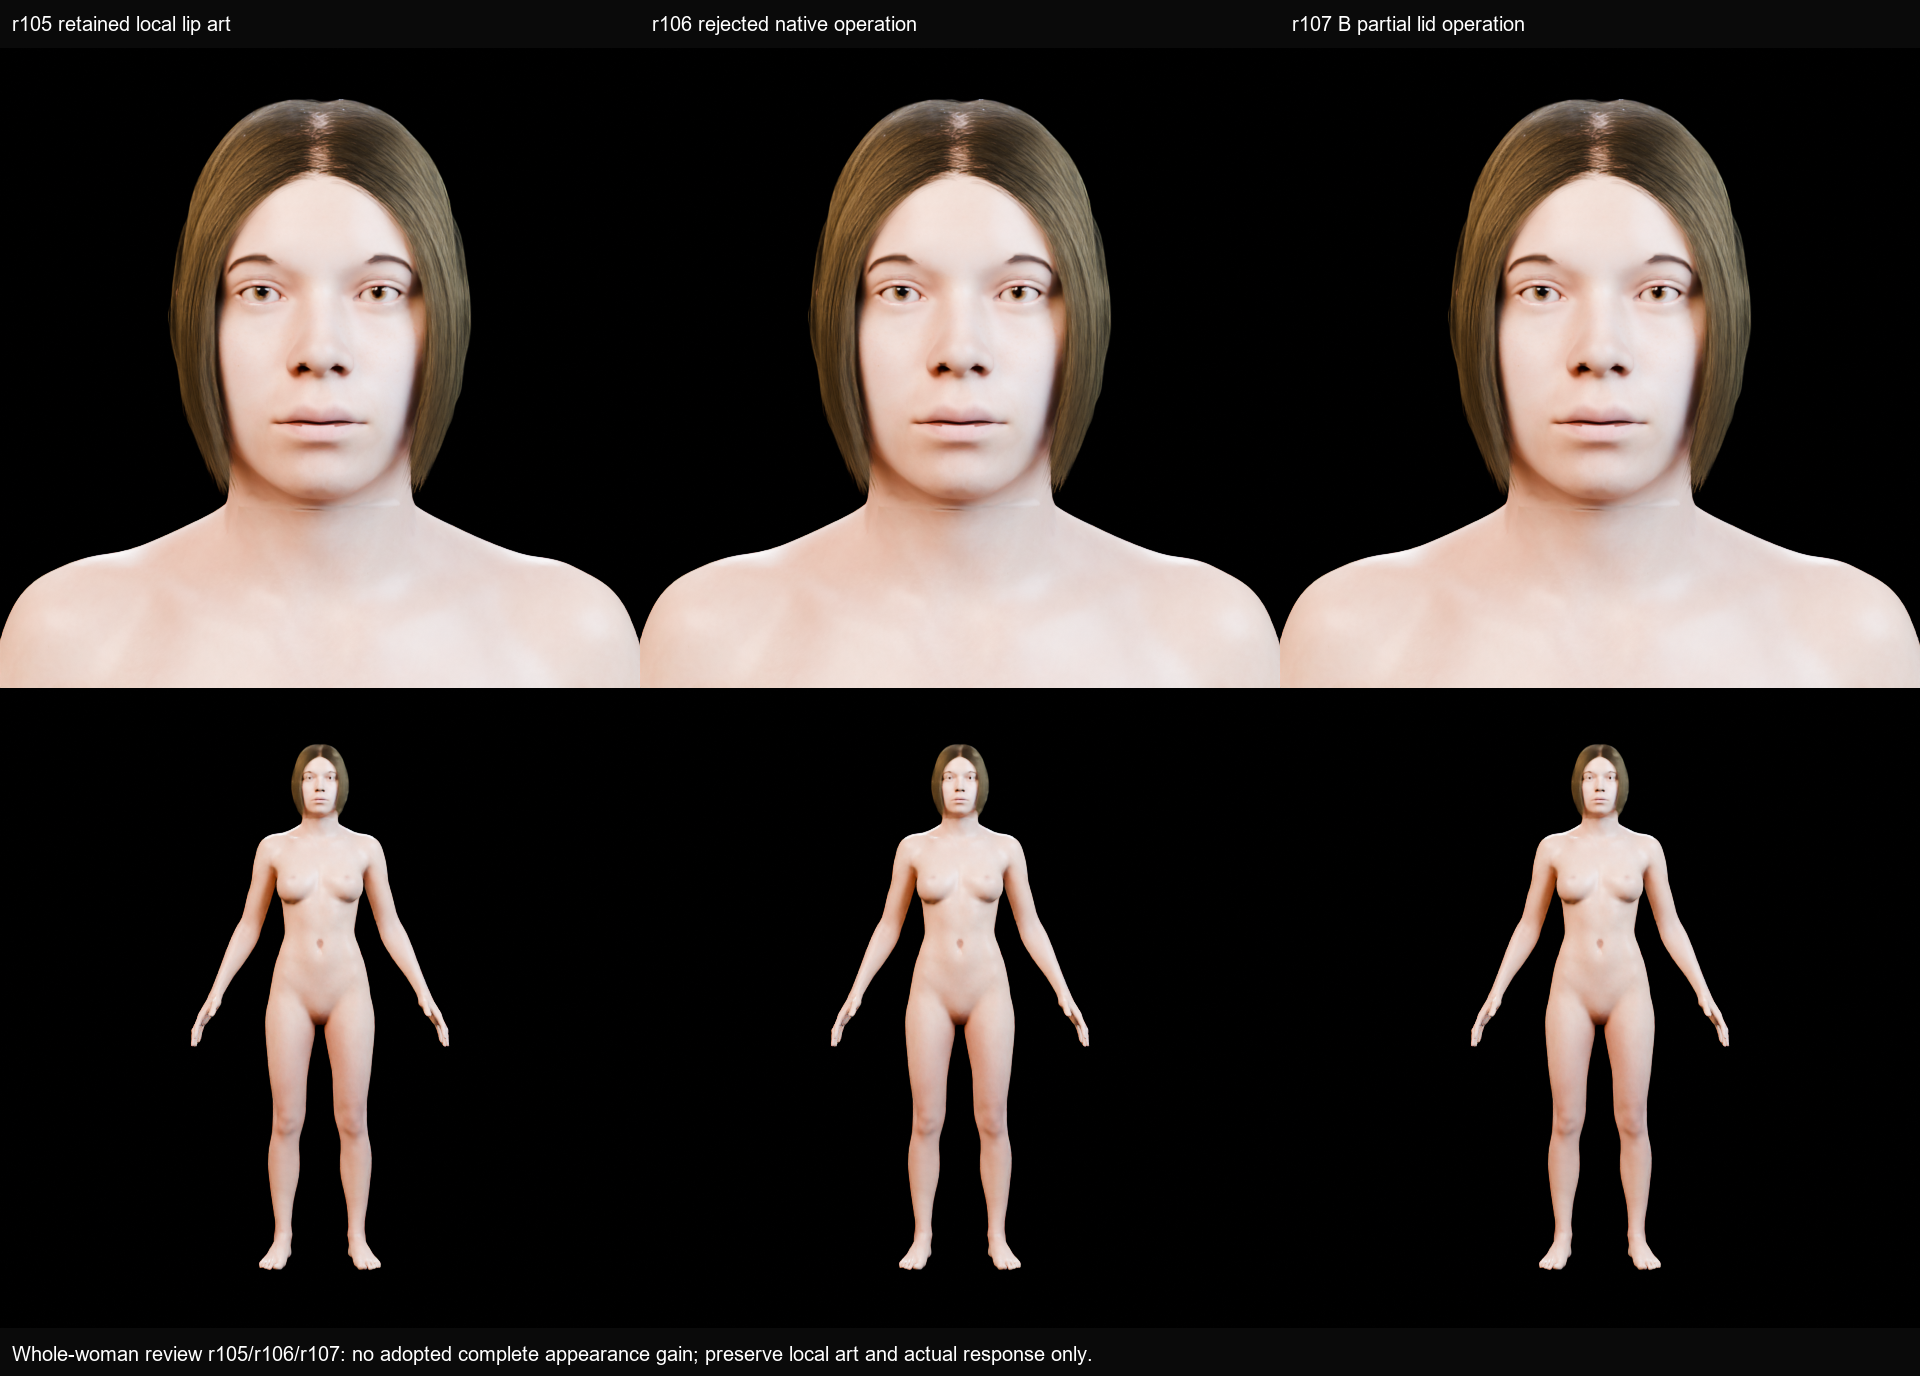 r105 retained local lip art
r106 rejected native operation
r107 B partial lid operation
Whole-woman review r105/r106/r107: no adopted complete appearance gain; preserve local art and actual response only.